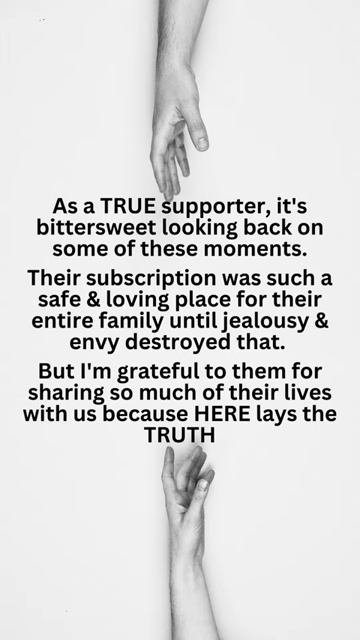 As a TRUE supporter, it's
bittersweet looking back on
some of these moments.
Their subscription was such a
safe & loving place for their
entire family until jealousy &
envy destroyed that.
But I'm grateful to them for
sharing so much of their lives
with us because HERE lays the
TRUTH